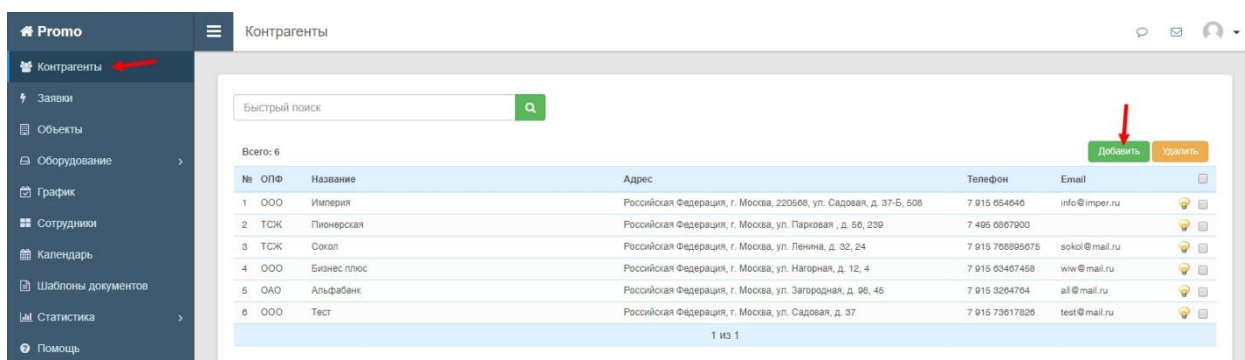 Promo
Контрагенты
Контрагенты
Заявки
Объекты
Оборудование
График
Сотрудники
Календарь
Шаблоны документов
Статистика
Помощь
Быстрый поиск
Всего: 6
Добавить Удалить
№ ОПФ Название Адрес Телефон Email
1 ООО Империя Российская Федерация, г. Москва, 220568, ул. Садовая, д. 37-Б, 508 7 915 654646 info@imper.ru
2 ТСЖ Пионерская Российская Федерация, г. Москва, ул. Парковая , д. 56, 239 7 495 6867900
3 ТСЖ Сокол Российская Федерация, г. Москва, ул. Ленина, д. 32, 24 7 915 768895675 sokol@mail.ru
4 ООО Бизнес плюс Российская Федерация, г. Москва, ул. Нагорная, д. 12, 4 7 915 63467458 wiw@mail.ru
5 ОАО Альфабанк Российская Федерация, г. Москва, ул. Загородная, д. 98, 45 7 915 3264764 all@mail.ru
6 ООО Тест Российская Федерация, г. Москва, ул. Садовая, д. 37 7 915 73617826 test@mail.ru
1 из 1